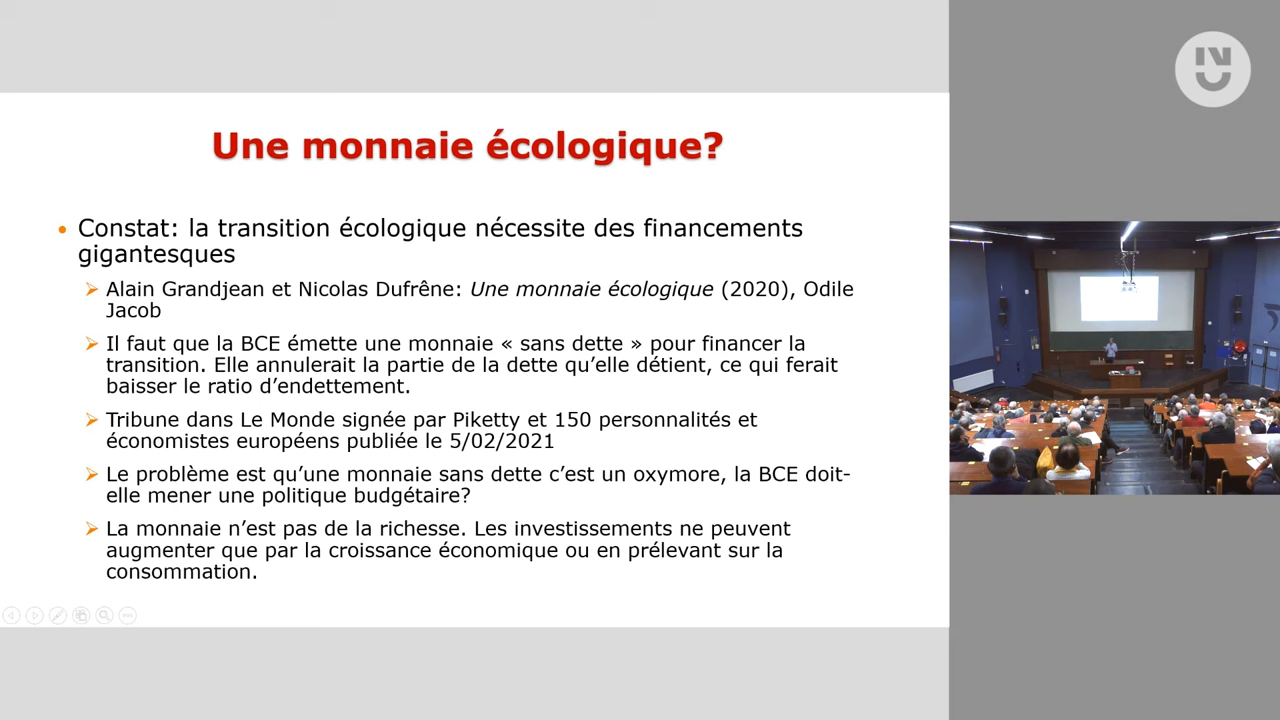 Une monnaie écologique?
Constat: la transition écologique nécessite des financements
gigantesques
Alain Grandjean et Nicolas Dufrêne: Une monnaie écologique (2020), Odile
Jacob
Il faut que la BCE émette une monnaie « sans dette » pour financer la
transition. Elle annulerait la partie de la dette qu’elle détient, ce qui ferait
baisser le ratio d’endettement.
Tribune dans Le Monde signée par Piketty et 150 personnalités et
économistes européens publiée le 5/02/2021
Le problème est qu’une monnaie sans dette c’est un oxymore, la BCE doit-
elle mener une politique budgétaire?
La monnaie n’est pas de la richesse. Les investissements ne peuvent
augmenter que par la croissance économique ou en prélevant sur la
consommation.